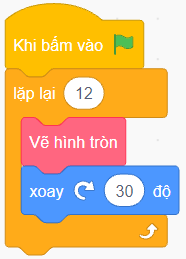 Khi bấm vào
lặp lại 12
Vẽ hình tròn
xoay 30 độ